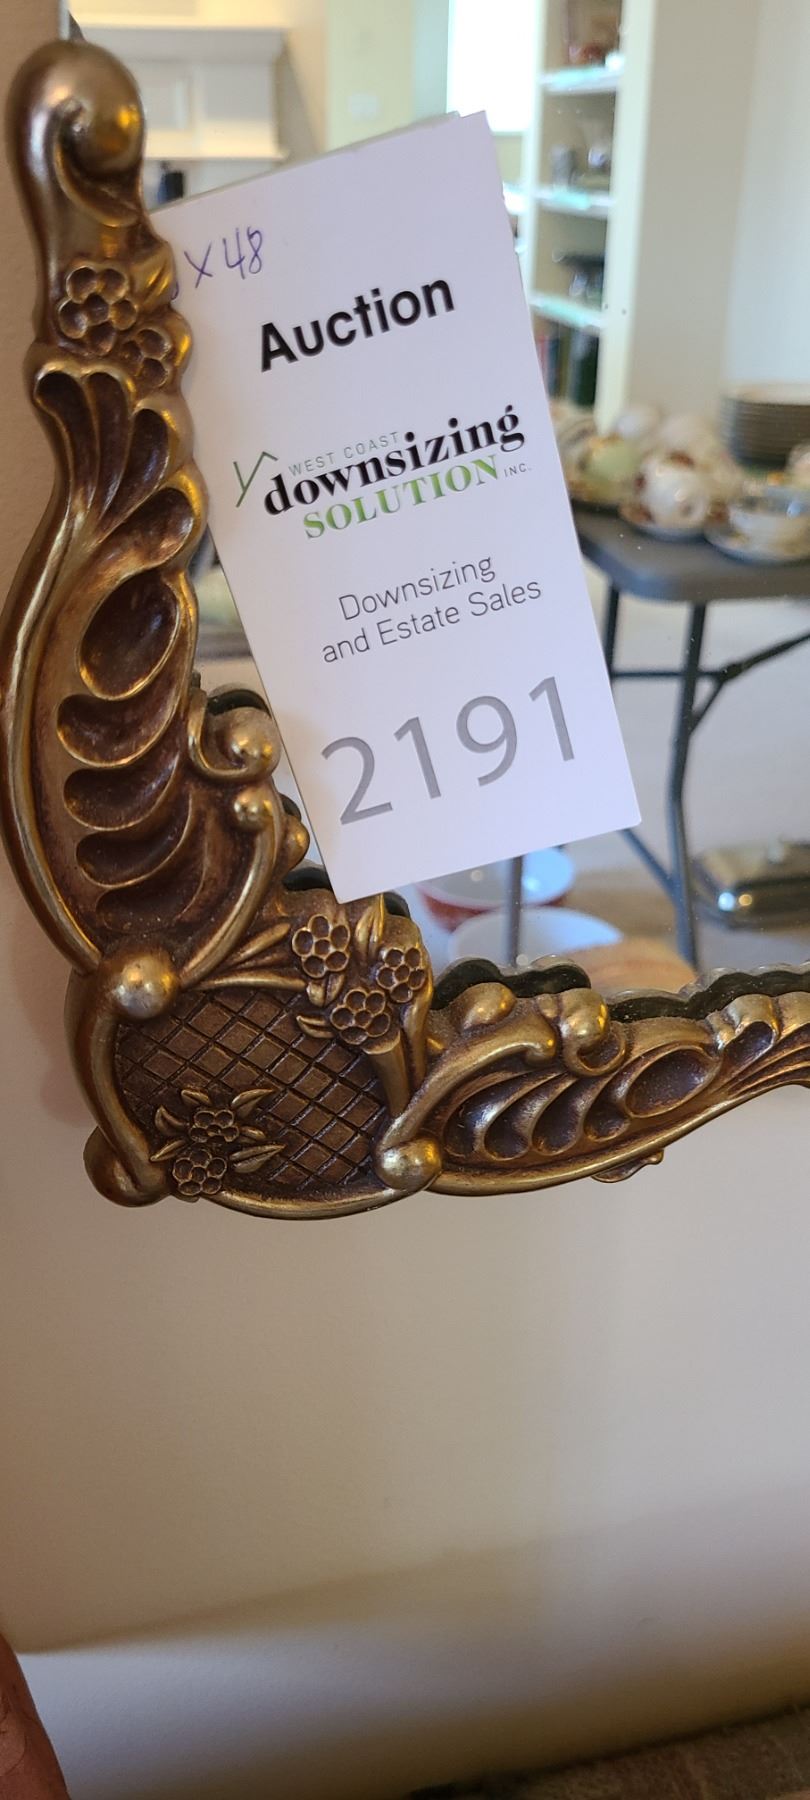 X 48
Auction
WEST COAST
downsizing
SOLUTION INC.
Downsizing
and Estate Sales
2191